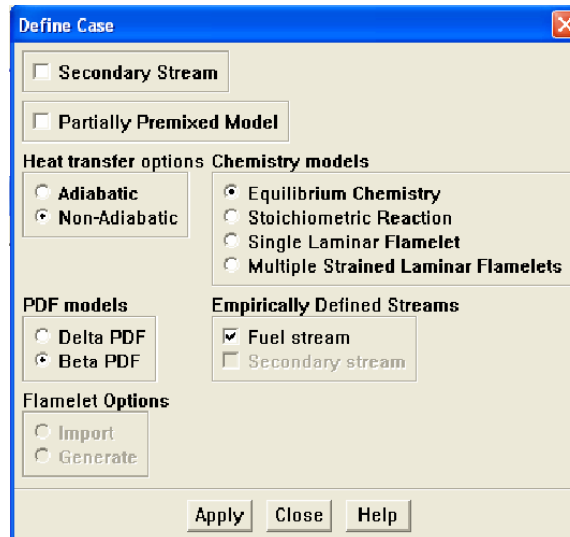 Define Case
Secondary Stream
Partially Premixed Model
Heat transfer options Chemistry models
Adiabatic
Non-Adiabatic
Equilibrium Chemistry
Stoichiometric Reaction
Single Laminar Flamelet
Multiple Strained Laminar Flamelets
PDF models
Delta PDF
Beta PDF
Empirically Defined Streams
Fuel stream
Secondary stream
Flamelet Options
Import
Generate
Apply Close Help